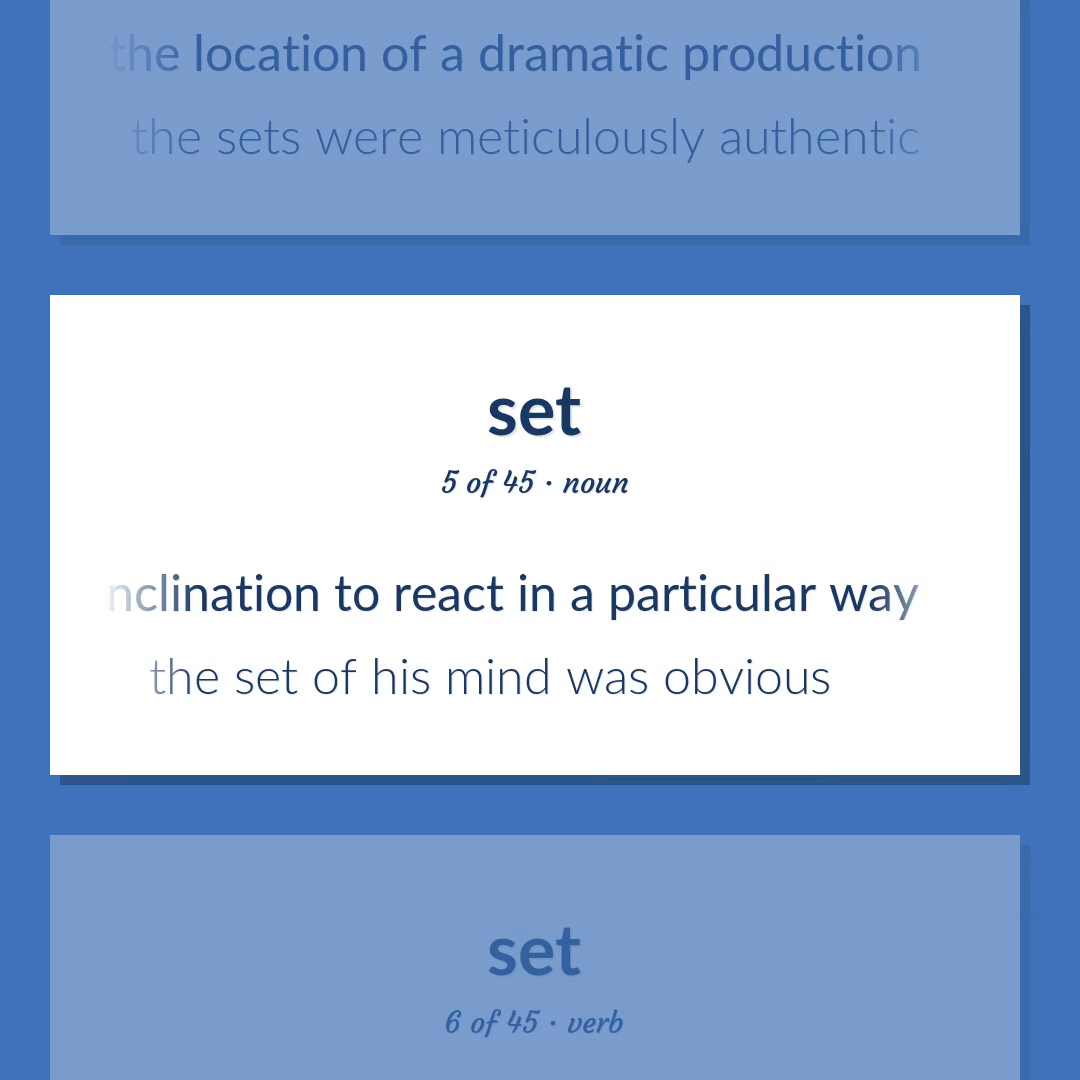 the location of a dramatic production
the sets were meticulously authentic
set
5 of 45 · noun
nclination to react in a particular way
the set of his mind was obvious
set
6 of 45 · verb